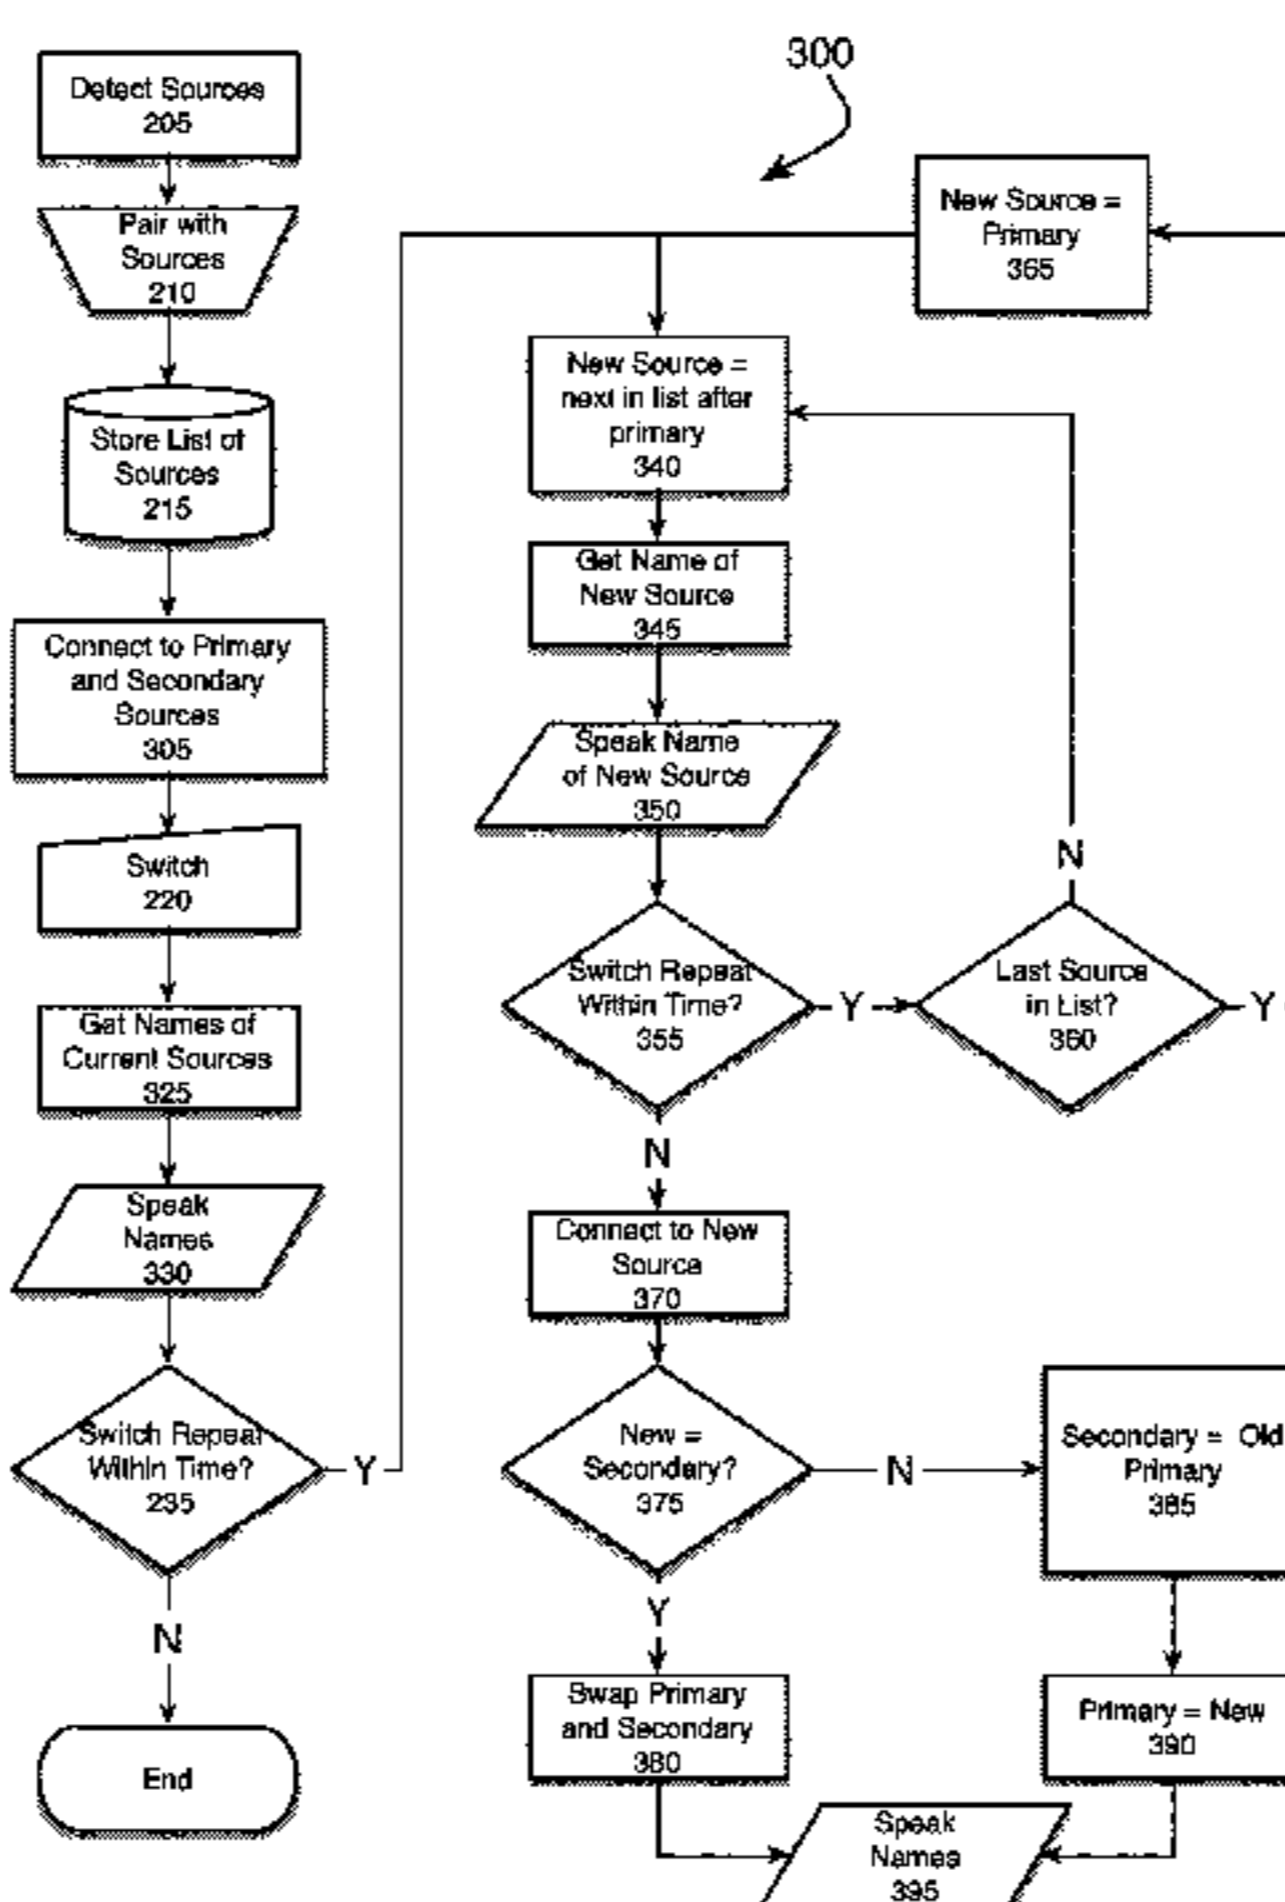 300
Detect Sources
205
Pair with
Sources
210
Store List of
Sources
215
Connect to Primary
and Secondary
Sources
305
Switch
220
Get Names of
Current Sources
325
Speak
Names
330
Switch Repeat
Within Time?
235
Y
N
End
New Source =
Primary
365
New Source =
next in list after
primary
340
Get Name of
New Source
345
Speak Name
of New Source
350
Switch Repeat
Within Time?
355
Y
N
Last Source
in List?
360
N
Y
Connect to New
Source
370
New =
Secondary?
375
N
Y
Secondary = Old
Primary
385
Swap Primary
and Secondary
380
Primary = New
390
Speak
Names
395